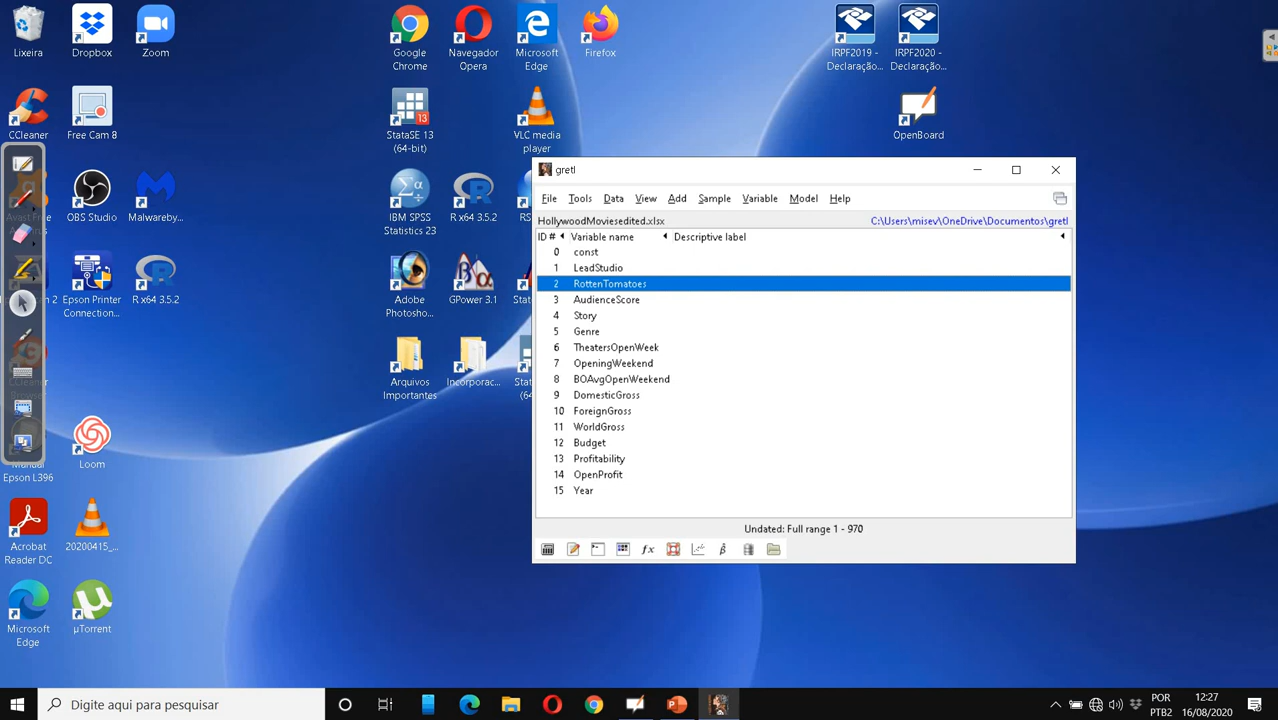 Lixeira
Dropbox
Zoom
Google
Chrome
Navegador
Opera
Microsoft
Edge
Firefox
IRPF2019 -
Declaração...
IRPF2020 -
Declaração...
CCleaner
Free Cam 8
13
StataSE 13
(64-bit)
VLC media
player
OpenBoard
OBS Studio
Malwareby...
IBM SPSS
Statistics 23
R x64 3.5.2
Epson Printer
Connection...
R x64 3.5.2
Adobe
Photosho...
GPower 3.1
Arquivos
Importantes
Incorporac...
Loom
Epson L396
Acrobat
Reader DC
20200415_...
Microsoft
Edge
µTorrent
gretl
File Tools Data View Add Sample Variable Model Help
HollywoodMoviesedited.xlsx C:\Users\misev\OneDrive\Documentos\gretl
ID # Variable name Descriptive label
0 const
1 LeadStudio
2 RottenTomatoes
3 AudienceScore
4 Story
5 Genre
6 TheatersOpenWeek
7 OpeningWeekend
8 BOAvgOpenWeekend
9 DomesticGross
10 ForeignGross
11 WorldGross
12 Budget
13 Profitability
14 OpenProfit
15 Year
Undated: Full range 1 - 970
fx β̂
Digite aqui para pesquisar
POR
PTB2
12:27
16/08/2020